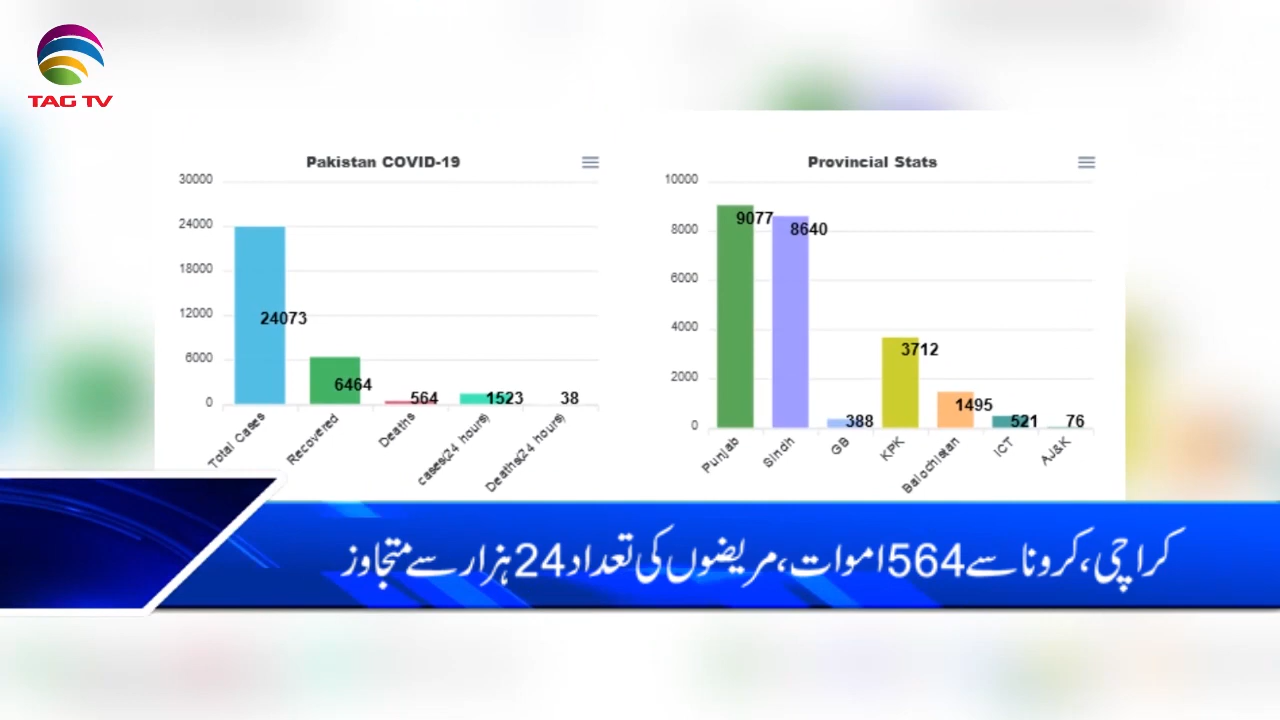 TAG TV
Pakistan COVID-19
30000
24000
18000
12000
6000
0
24073
6464
564
1523
38
Total Cases
Recovered
Deaths
cases(24 hours)
Deaths(24 hours)
Provincial Stats
10000
8000
6000
4000
2000
0
9077
8640
388
3712
1495
521
76
Punjab
Sindh
GB
KPK
Balochistan
ICT
AJ&K
کراچی، کرونا سے 564 اموات، مریضوں کی تعداد 24 ہزار سے متجاوز